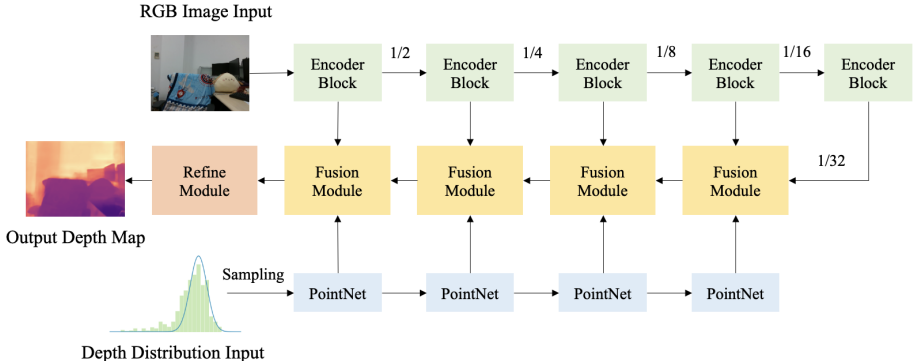 RGB Image Input
Encoder
Block
1/2
Encoder
Block
1/4
Encoder
Block
1/8
Encoder
Block
1/16
Encoder
Block
Refine
Module
Fusion
Module
Fusion
Module
Fusion
Module
Fusion
Module
1/32
Output Depth Map
Sampling
PointNet
PointNet
PointNet
PointNet
Depth Distribution Input